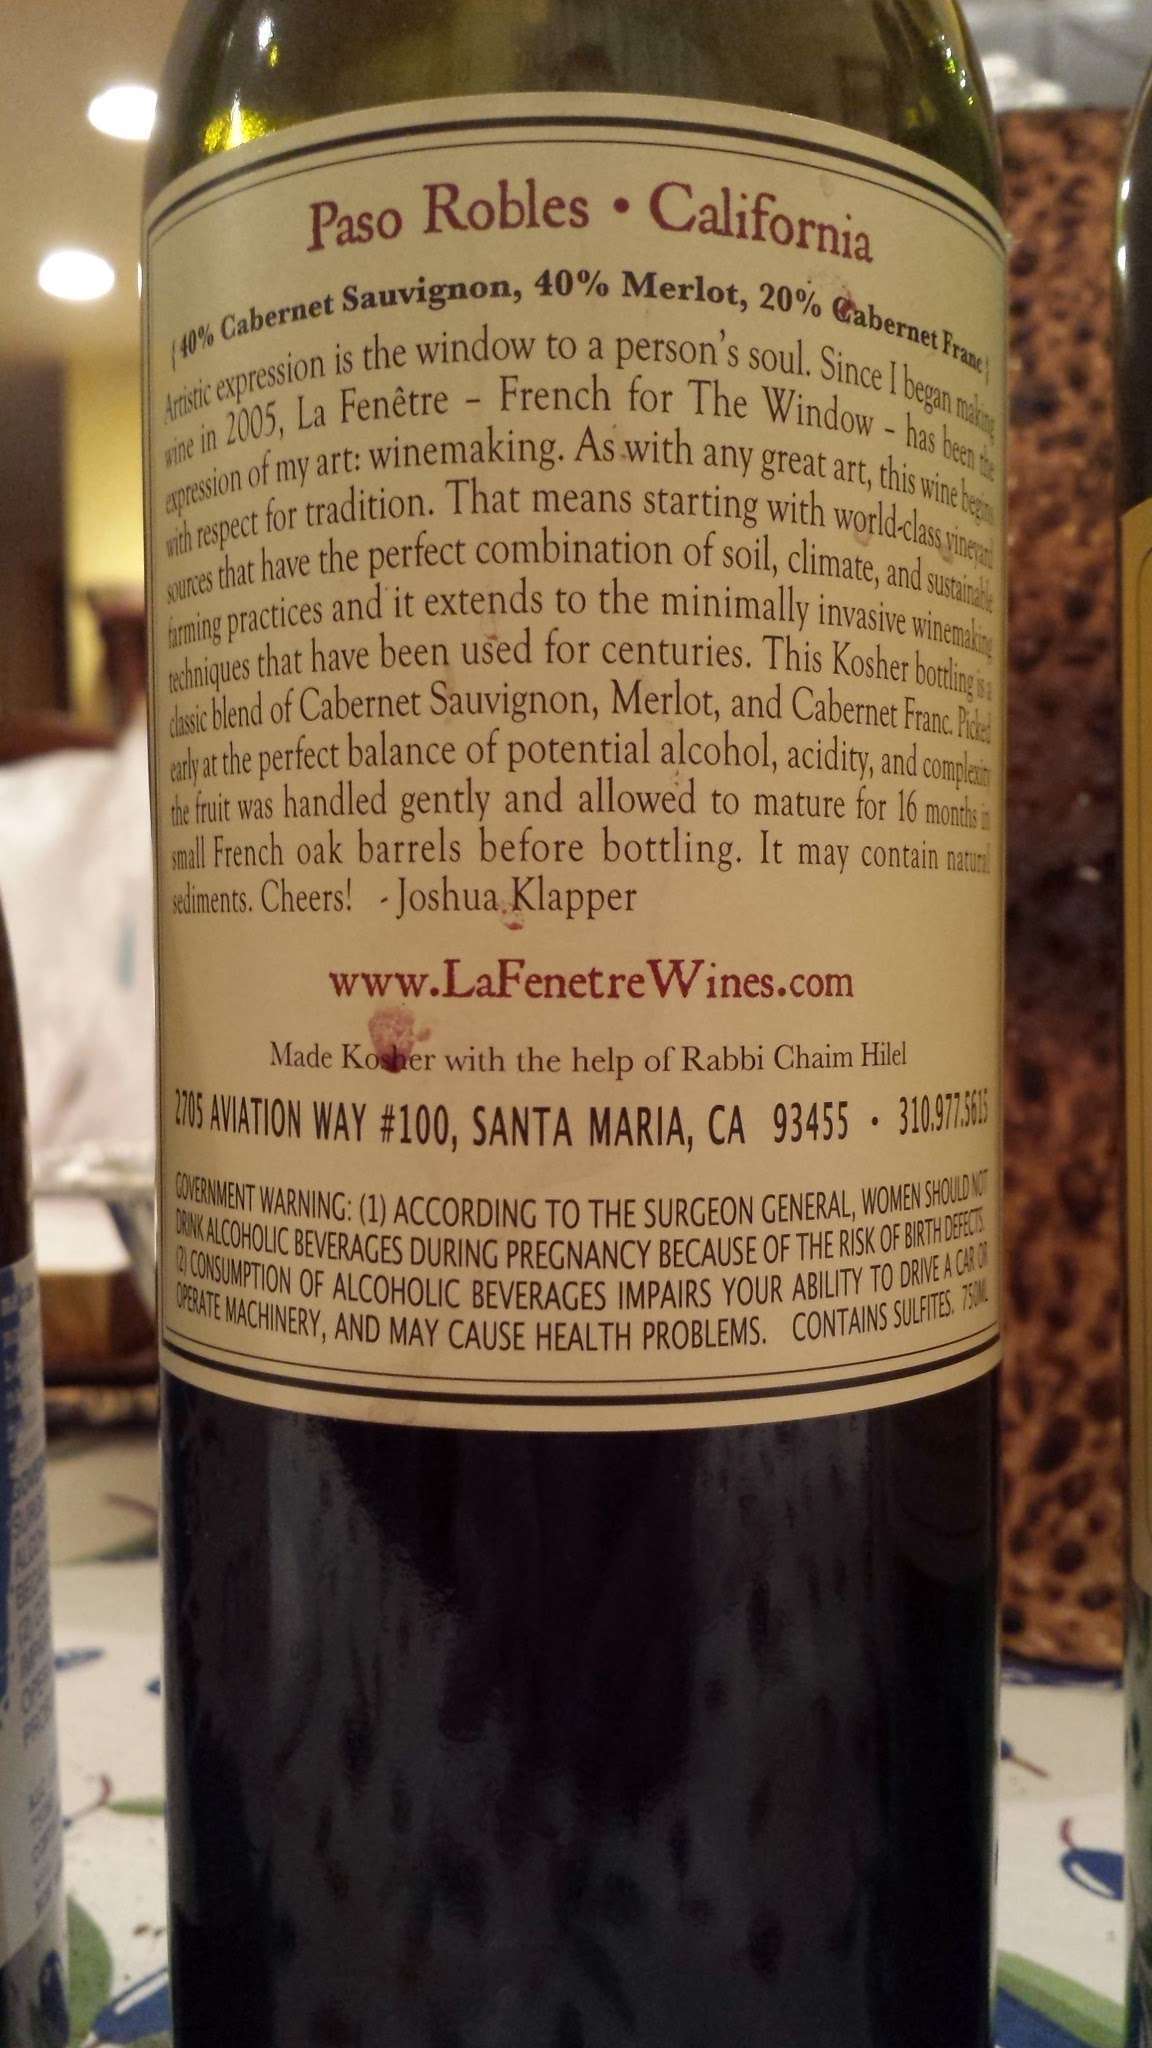 Paso Robles • California
{ 40% Cabernet Sauvignon, 40% Merlot, 20% Cabernet Franc }
Artistic expression is the window to a person's soul. Since I began making
wine in 2005, La Fenêtre – French for The Window – has been the
expression of my art: winemaking. As with any great art, this wine begins
with respect for tradition. That means starting with world-class vineyard
sources that have the perfect combination of soil, climate, and sustainable
farming practices and it extends to the minimally invasive winemaking
techniques that have been used for centuries. This Kosher bottling is a
classic blend of Cabernet Sauvignon, Merlot, and Cabernet Franc. Picked
early at the perfect balance of potential alcohol, acidity, and complexity
the fruit was handled gently and allowed to mature for 16 months in
small French oak barrels before bottling. It may contain natural
sediments. Cheers! - Joshua Klapper
www.LaFenetreWines.com
Made Kosher with the help of Rabbi Chaim Hilel
2705 AVIATION WAY #100, SANTA MARIA, CA 93455 • 310.977.5615
GOVERNMENT WARNING: (1) ACCORDING TO THE SURGEON GENERAL, WOMEN SHOULD NOT
DRINK ALCOHOLIC BEVERAGES DURING PREGNANCY BECAUSE OF THE RISK OF BIRTH DEFECTS.
(2) CONSUMPTION OF ALCOHOLIC BEVERAGES IMPAIRS YOUR ABILITY TO DRIVE A CAR OR
OPERATE MACHINERY, AND MAY CAUSE HEALTH PROBLEMS. CONTAINS SULFITES. 750ML